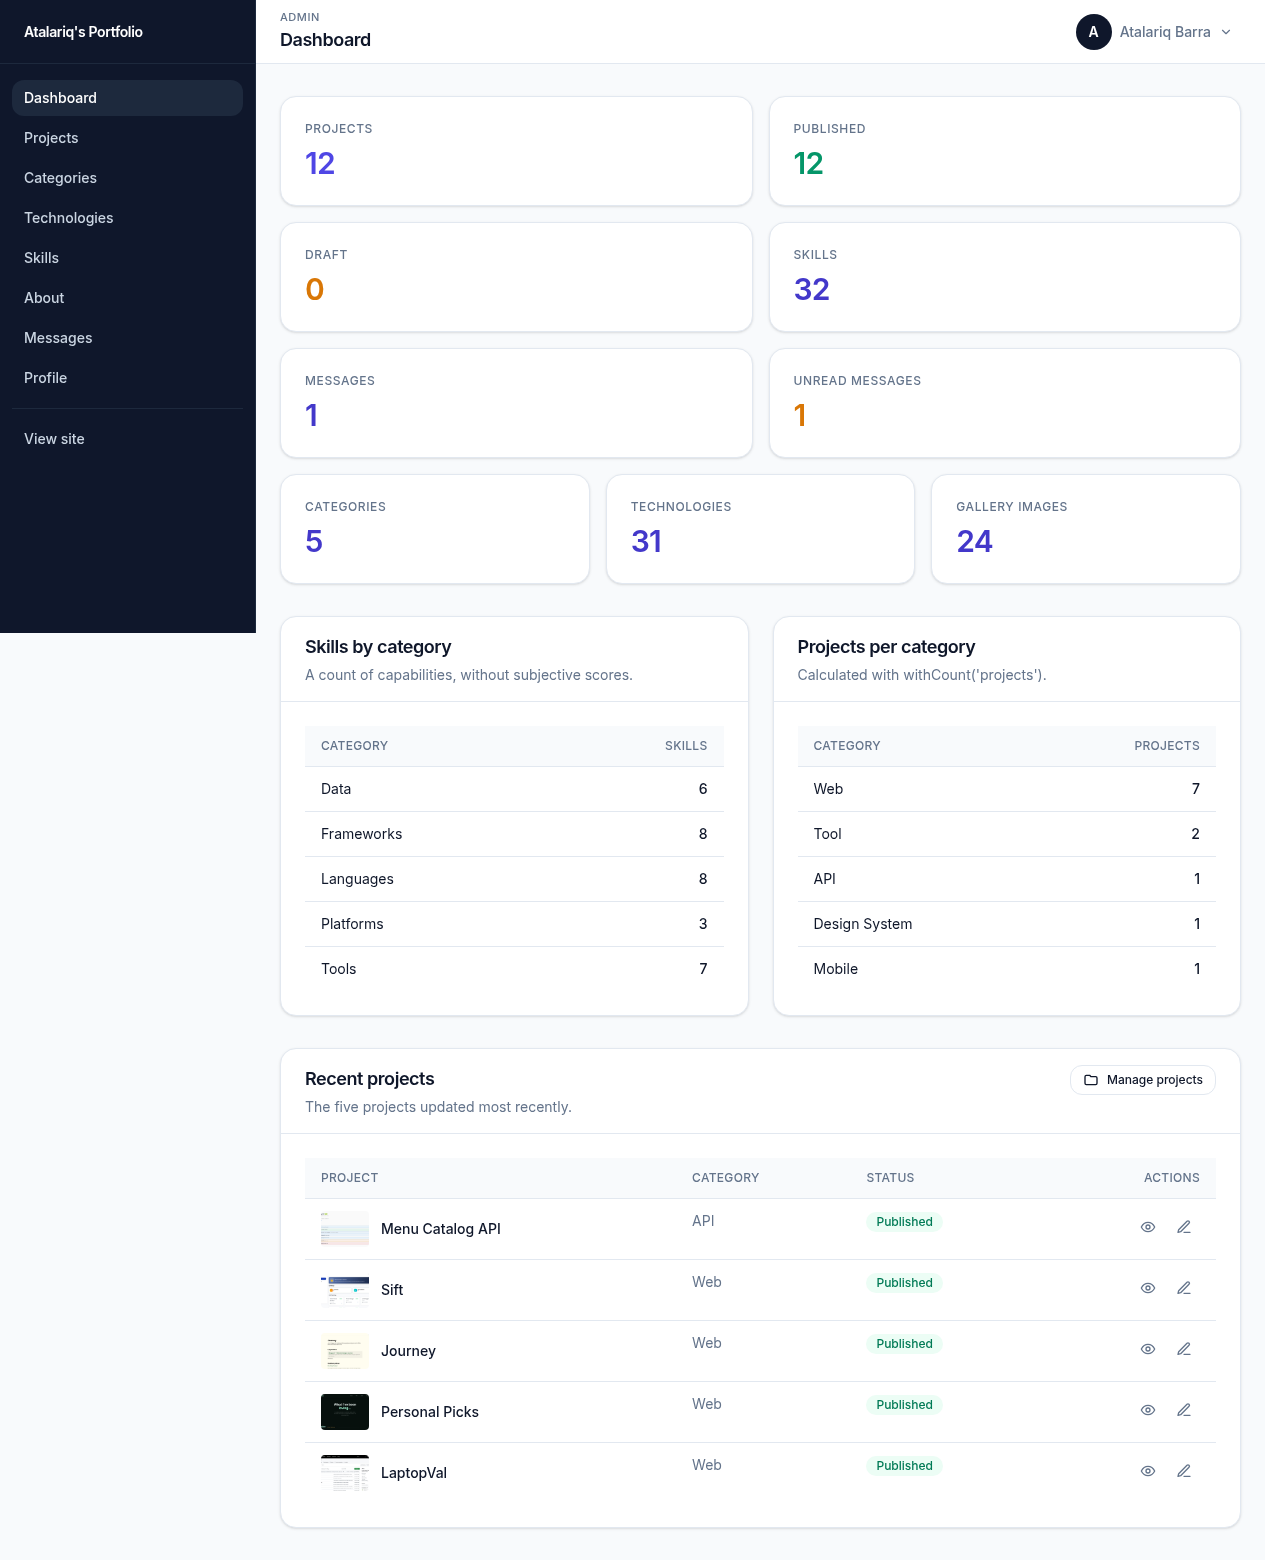 Atalariq's Portfolio
Dashboard
Projects
Categories
Technologies
Skills
About
Messages
Profile
View site
ADMIN
Dashboard
A
Atalariq Barra
PROJECTS
12
PUBLISHED
12
DRAFT
0
SKILLS
32
MESSAGES
1
UNREAD MESSAGES
1
CATEGORIES
5
TECHNOLOGIES
31
GALLERY IMAGES
24
Skills by category
A count of capabilities, without subjective scores.
CATEGORY SKILLS
Data 6
Frameworks 8
Languages 8
Platforms 3
Tools 7
Projects per category
Calculated with withCount('projects').
CATEGORY PROJECTS
Web 7
Tool 2
API 1
Design System 1
Mobile 1
Recent projects
The five projects updated most recently.
Manage projects
PROJECT CATEGORY STATUS ACTIONS
Menu Catalog API API Published
Sift Web Published
Journey Web Published
Personal Picks Web Published
LaptopVal Web Published